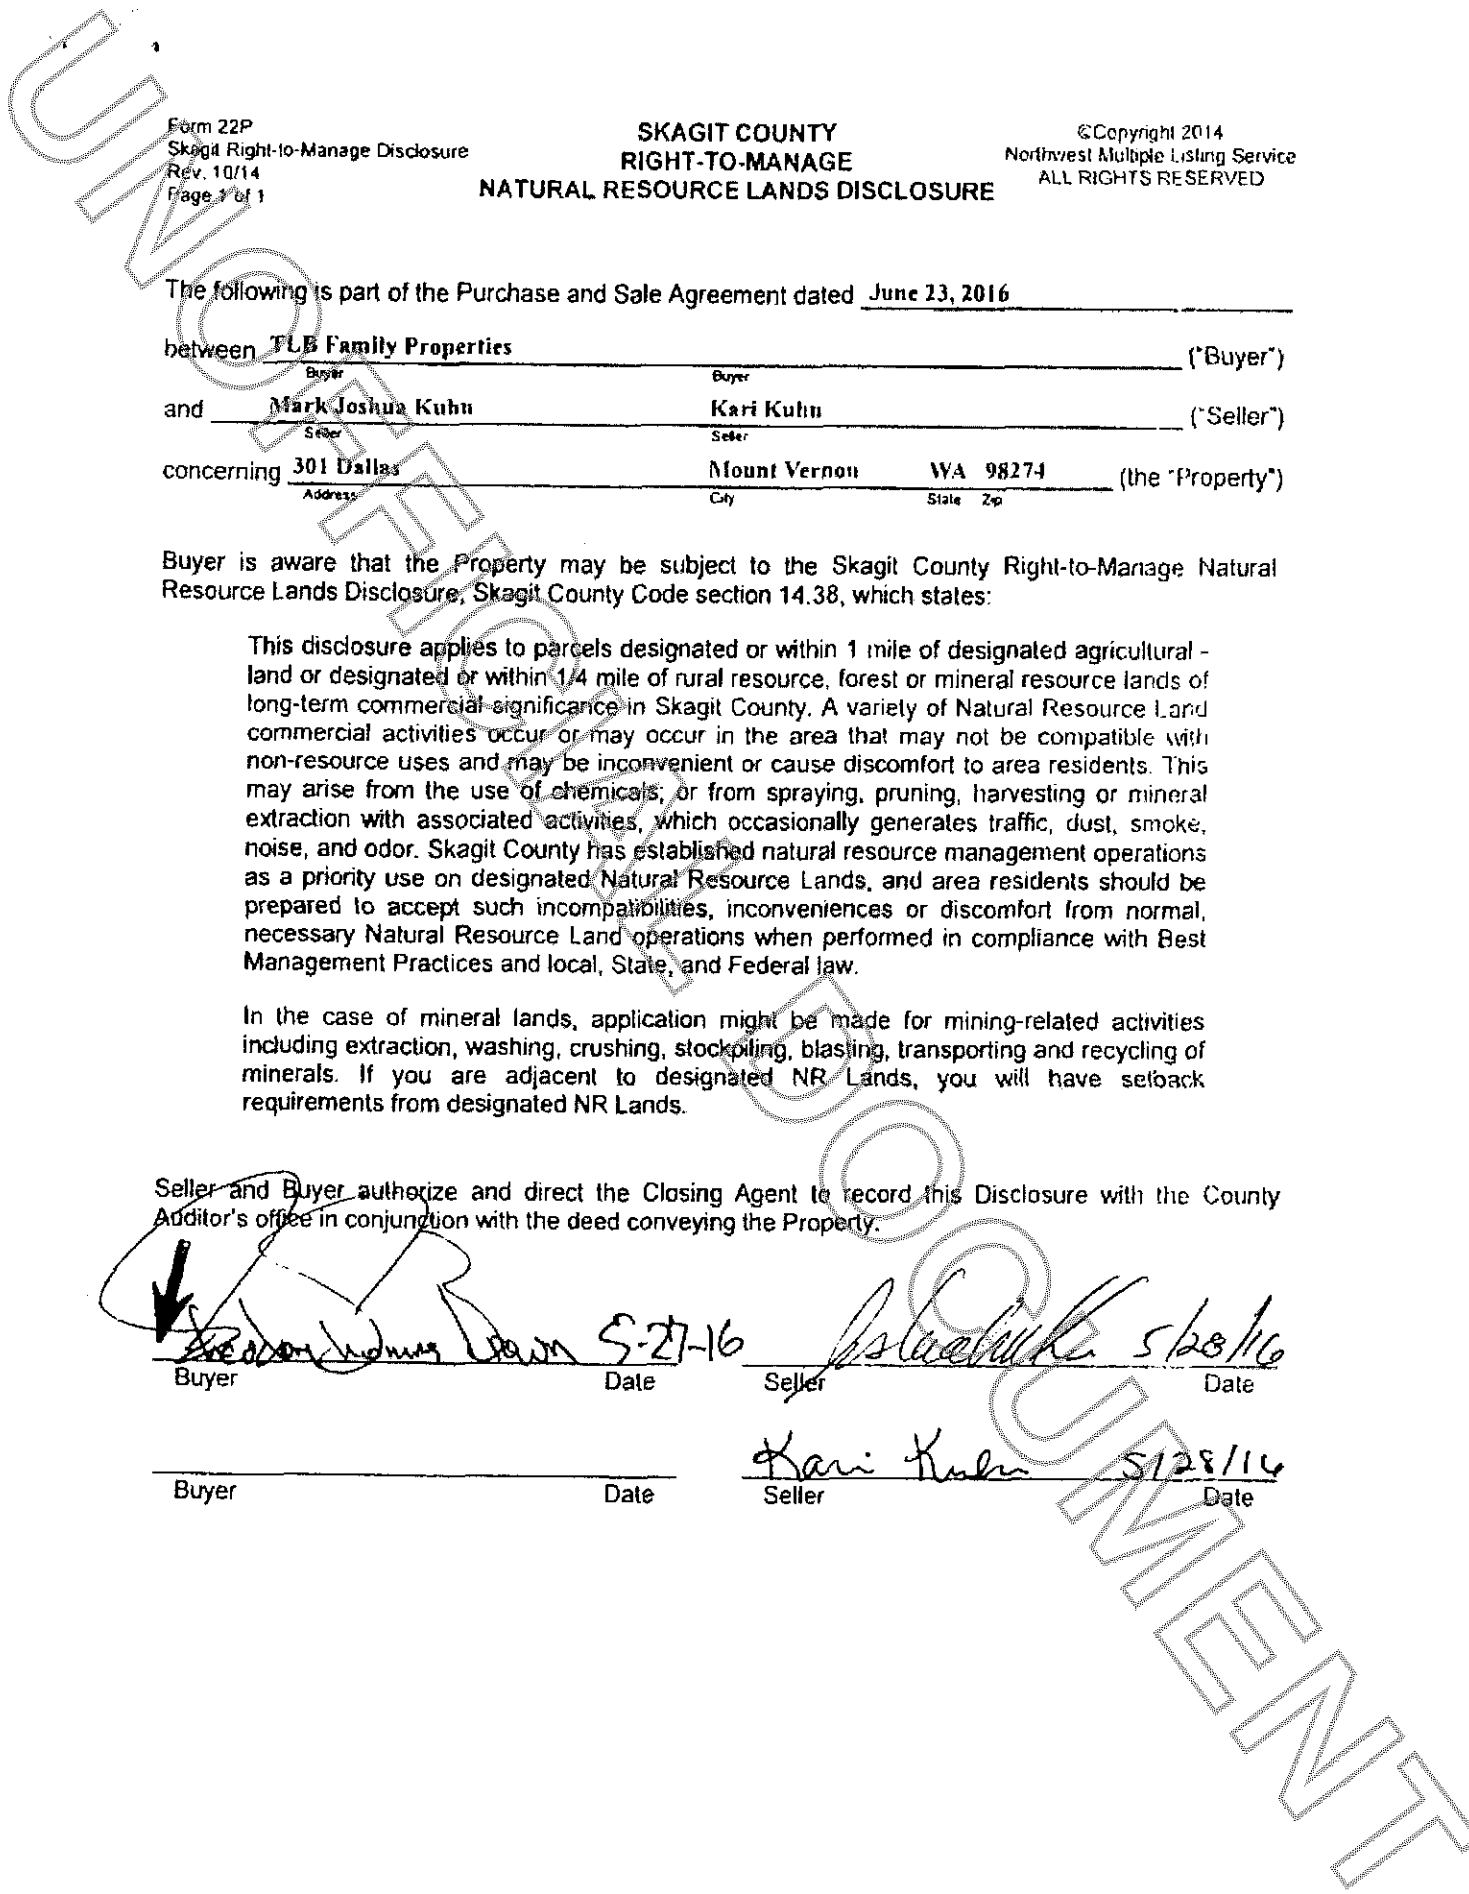 Form 22P
Skagit Right-to-Manage Disclosure
Rev. 10/14
Page 1 of 1
SKAGIT COUNTY
RIGHT-TO-MANAGE
NATURAL RESOURCE LANDS DISCLOSURE
©Copyright 2014
Northwest Multiple Listing Service
ALL RIGHTS RESERVED
The following is part of the Purchase and Sale Agreement dated June 23, 2016
between TLB Family Properties ("Buyer")
Buyer Buyer
and Mark Joshua Kuhn Kari Kuhn ("Seller")
Seller Seller
concerning 301 Dallas Mount Vernon WA 98274 (the "Property")
Address City State Zip
Buyer is aware that the Property may be subject to the Skagit County Right-to-Manage Natural
Resource Lands Disclosure, Skagit County Code section 14.38, which states:
This disclosure applies to parcels designated or within 1 mile of designated agricultural -
land or designated or within 1/4 mile of rural resource, forest or mineral resource lands of
long-term commercial significance in Skagit County. A variety of Natural Resource Land
commercial activities occur or may occur in the area that may not be compatible with
non-resource uses and may be inconvenient or cause discomfort to area residents. This
may arise from the use of chemicals; or from spraying, pruning, harvesting or mineral
extraction with associated activities, which occasionally generates traffic, dust, smoke,
noise, and odor. Skagit County has established natural resource management operations
as a priority use on designated Natural Resource Lands, and area residents should be
prepared to accept such incompatibilities, inconveniences or discomfort from normal,
necessary Natural Resource Land operations when performed in compliance with Best
Management Practices and local, State, and Federal law.
In the case of mineral lands, application might be made for mining-related activities
including extraction, washing, crushing, stockpiling, blasting, transporting and recycling of
minerals. If you are adjacent to designated NR Lands, you will have setback
requirements from designated NR Lands.
Seller and Buyer authorize and direct the Closing Agent to record this Disclosure with the County
Auditor's office in conjunction with the deed conveying the Property.
5-27-16 5/28/16
Buyer Date Seller Date
Kari Kuhn 5/28/16
Buyer Date Seller Date
UNOFFICIAL DOCUMENT